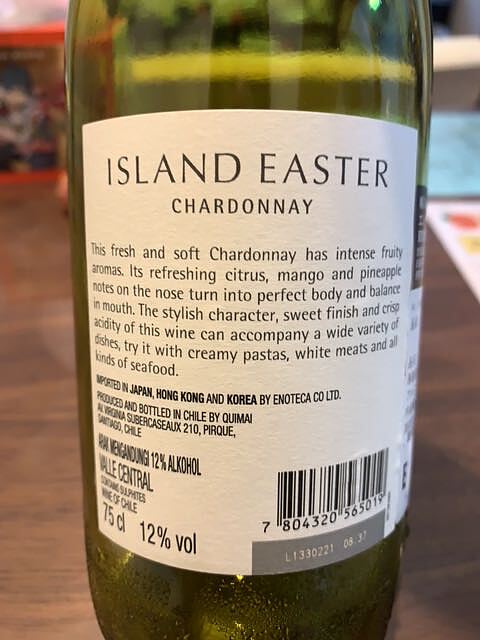 ISLAND EASTER
CHARDONNAY
This fresh and soft Chardonnay has intense fruity
aromas. Its refreshing citrus, mango and pineapple
notes on the nose turn into perfect body and balance
in mouth. The stylish character, sweet finish and crisp
acidity of this wine can accompany a wide variety of
dishes, try it with creamy pastas, white meats and all
kinds of seafood.
IMPORTED IN JAPAN, HONG KONG AND KOREA BY ENOTECA CO LTD.
PRODUCED AND BOTTLED IN CHILE BY QUIMAI
AV. VIRGINIA SUBERCASEAUX 210, PIRQUE,
SANTIAGO, CHILE
ARAK MENGANDUNGI 12% ALKOHOL
VALLE CENTRAL
CONTAINS SULPHITES
WINE OF CHILE
75 cl 12% vol
7 804320 565019
L1330221 08:37